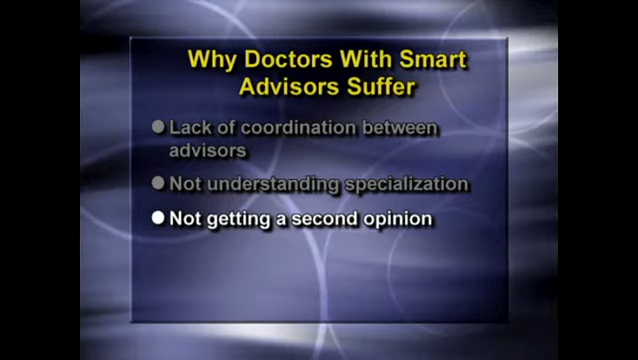 Why Doctors With Smart
Advisors Suffer
Lack of coordination between
advisors
Not understanding specialization
Not getting a second opinion